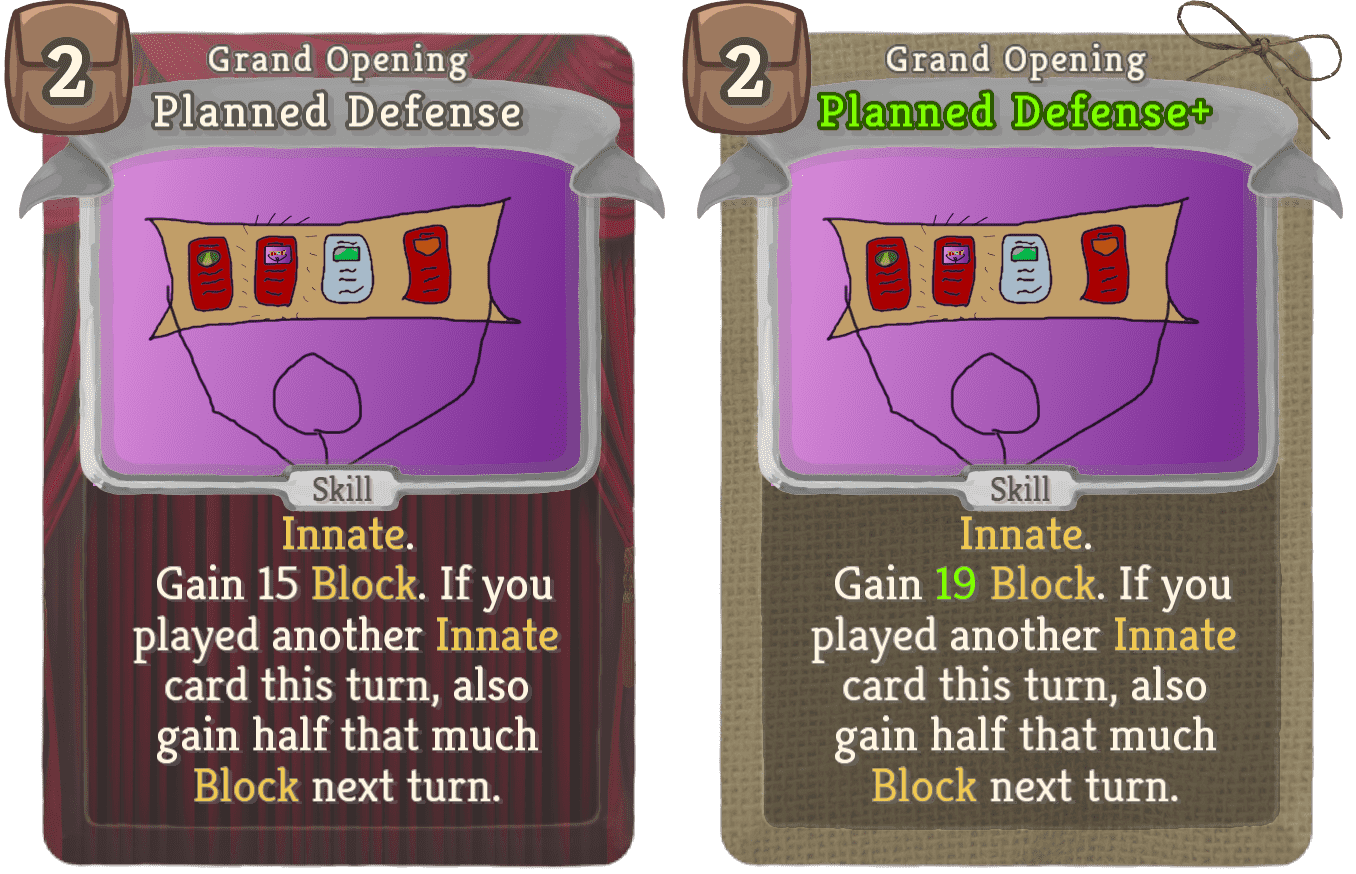 2
Grand Opening
Planned Defense
Skill
Innate.
Gain 15 Block. If you
played another Innate
card this turn, also
gain half that much
Block next turn.
2
Grand Opening
Planned Defense+
Skill
Innate.
Gain 19 Block. If you
played another Innate
card this turn, also
gain half that much
Block next turn.